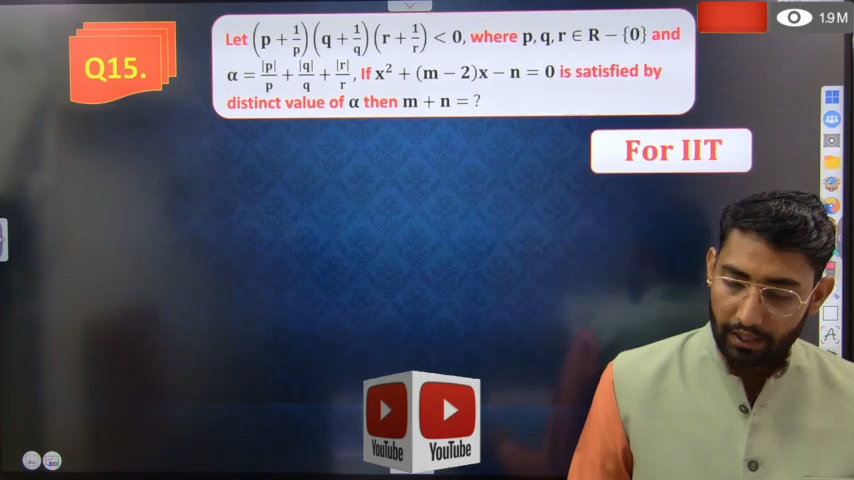 Q15.
Let (p + 1/p)(q + 1/q)(r + 1/r) < 0, where p, q, r ∈ R − {0} and
α = |p|/p + |q|/q + |r|/r, If x² + (m − 2)x − n = 0 is satisfied by
distinct value of α then m + n = ?
For IIT
1.9 M
YouTube YouTube